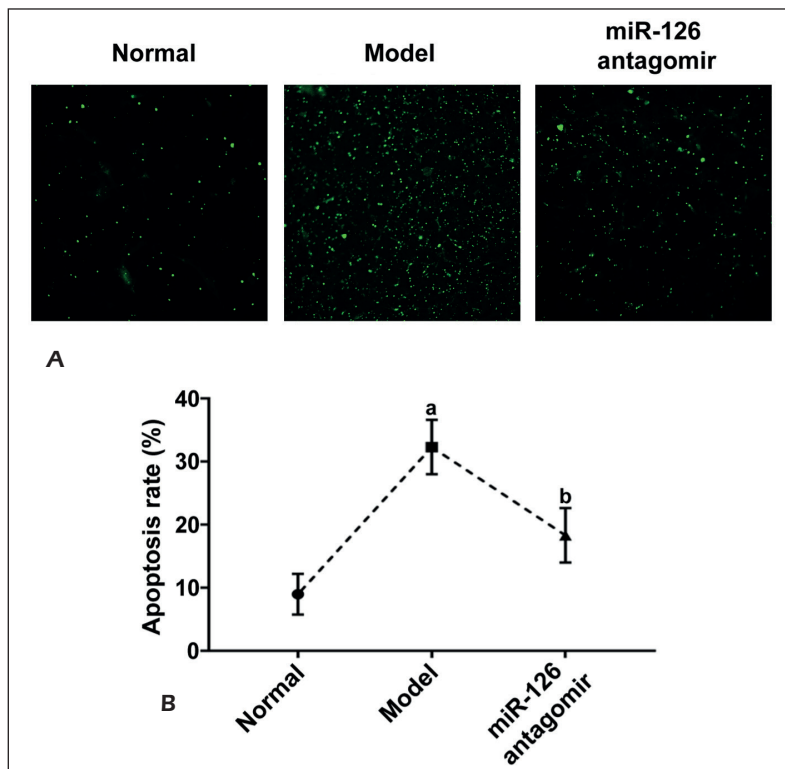 Normal
Model
miR-126
antagomir
A
40
30
20
10
0
Apoptosis rate (%)
a
b
Normal
Model
miR-126
antagomir
B